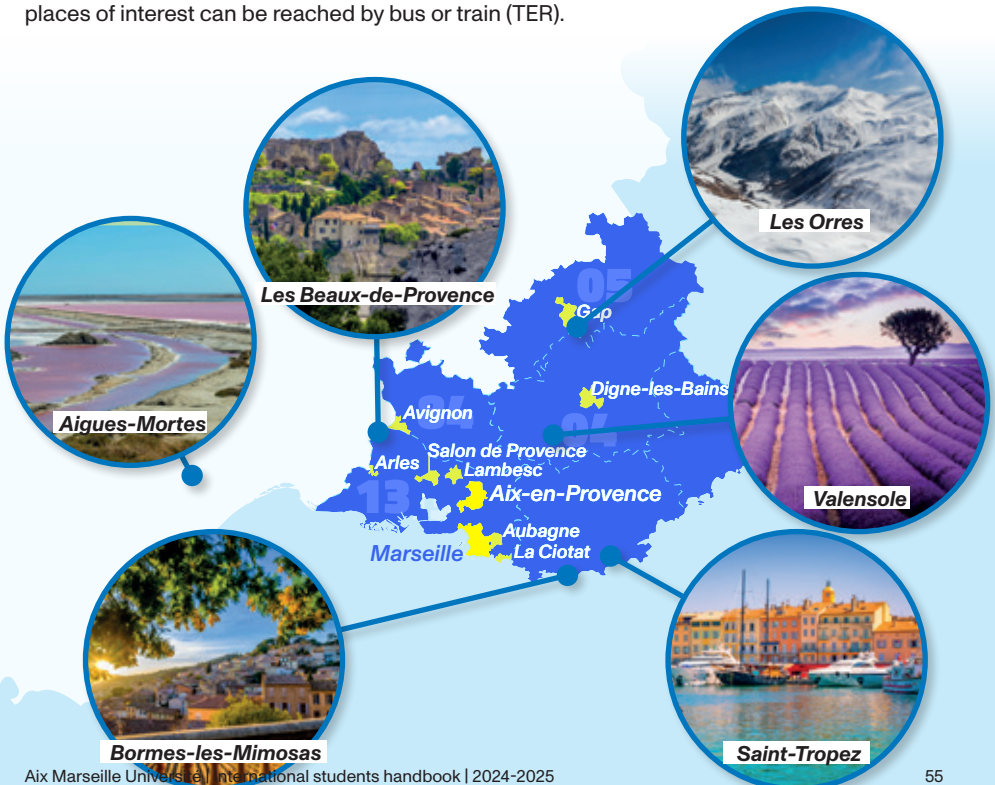 places of interest can be reached by bus or train (TER).
Les Orres
Les Beaux-de-Provence
05
Gap
Aigues-Mortes
Digne-les-Bains
84
Avignon
04
Salon de Provence
Arles
Lambesc
13
Aix-en-Provence
Valensole
Aubagne
Marseille
La Ciotat
Bormes-les-Mimosas
Saint-Tropez
Aix Marseille Université | International students handbook | 2024-2025
55